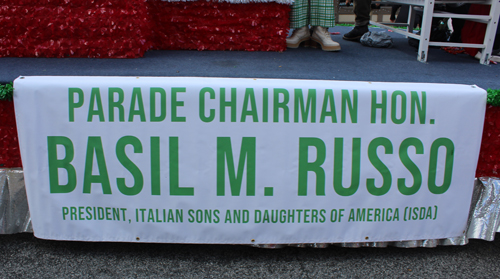 PARADE CHAIRMAN HON.
BASIL M. RUSSO
PRESIDENT, ITALIAN SONS AND DAUGHTERS OF AMERICA (ISDA)